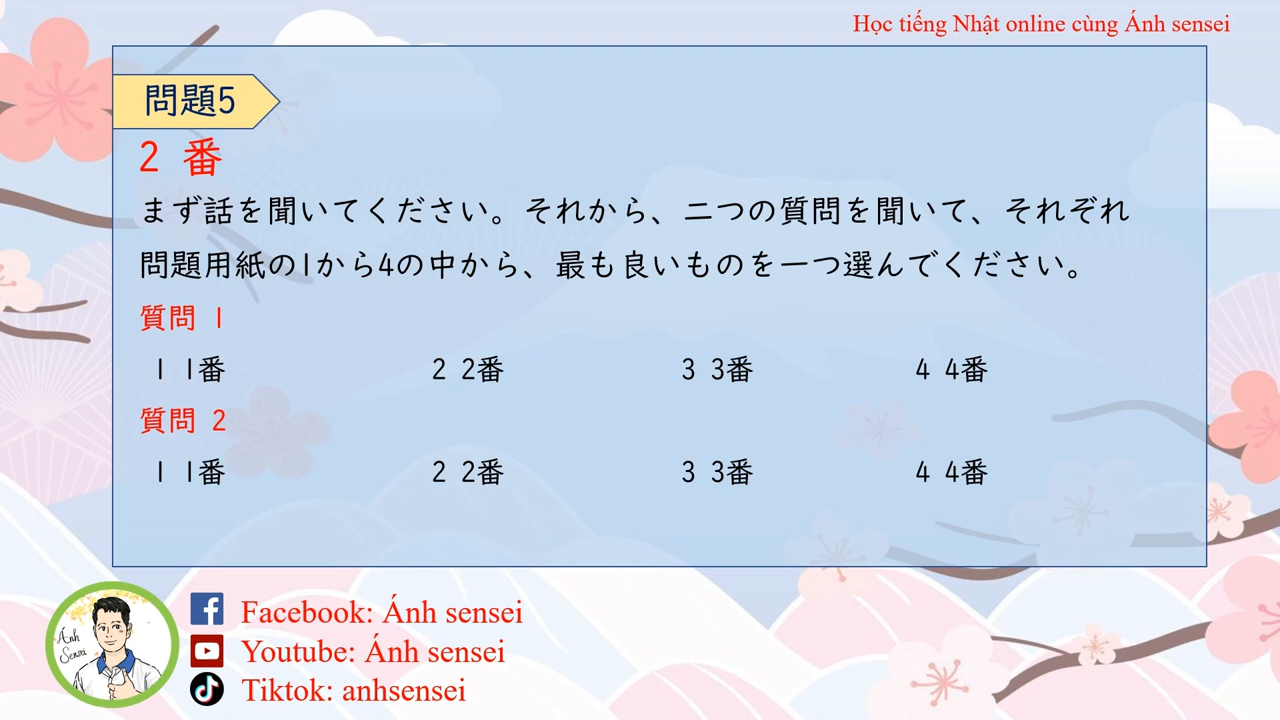 Học tiếng Nhật online cùng Ánh sensei
問題5
2 番
まず話を聞いてください。それから、二つの質問を聞いて、それぞれ
問題用紙の1から4の中から、最も良いものを一つ選んでください。
質問 1
1 1番 2 2番 3 3番 4 4番
質問 2
1 1番 2 2番 3 3番 4 4番
Ánh
Sensei
Facebook: Ánh sensei
Youtube: Ánh sensei
Tiktok: anhsensei